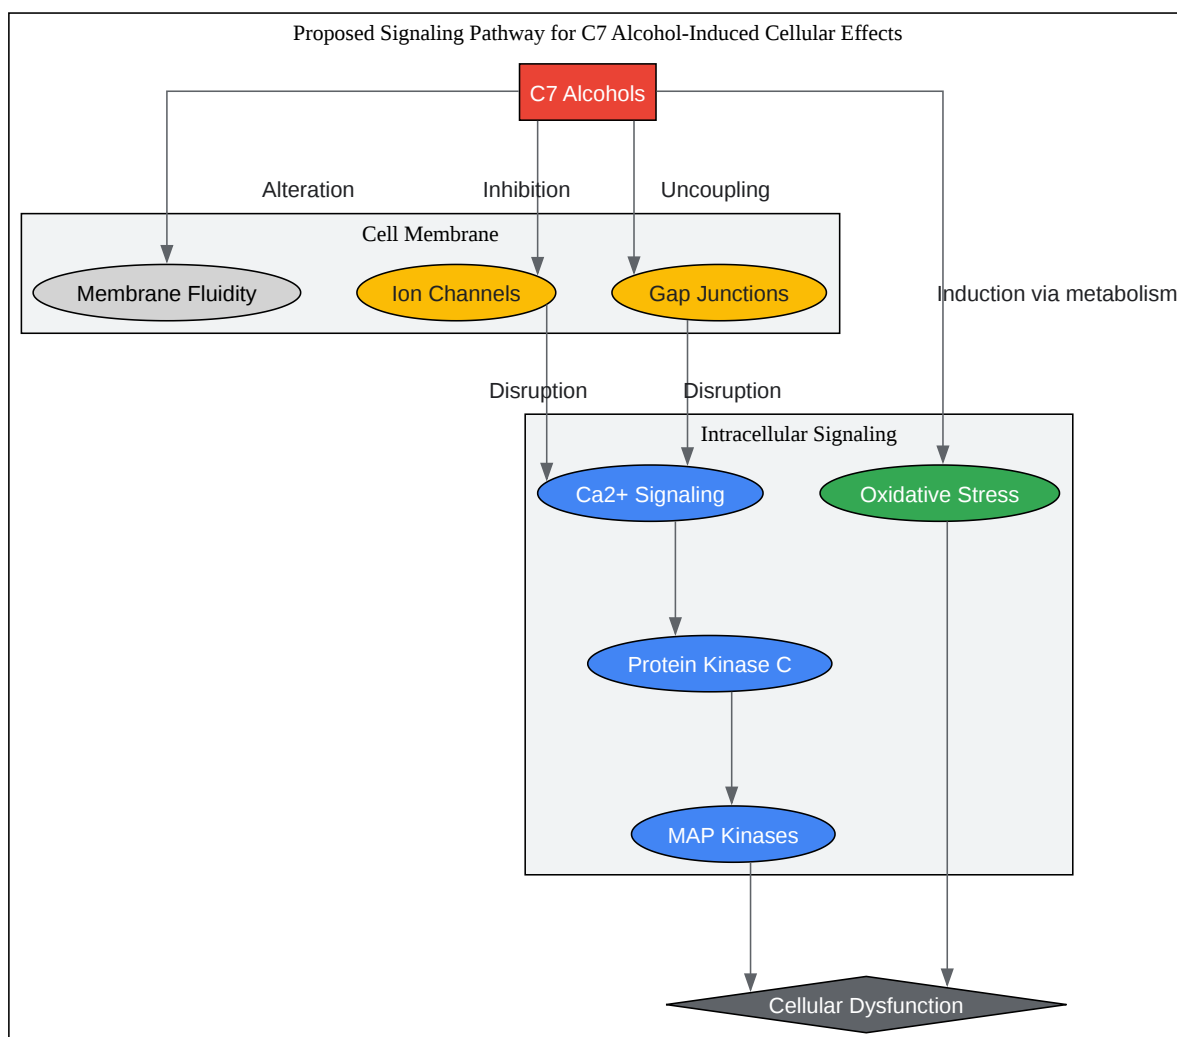 Proposed Signaling Pathway for C7 Alcohol-Induced Cellular Effects
C7 Alcohols
Alteration
Inhibition
Uncoupling
Cell Membrane
Membrane Fluidity
Ion Channels
Gap Junctions
Induction via metabolism
Disruption
Disruption
Intracellular Signaling
Ca2+ Signaling
Oxidative Stress
Protein Kinase C
MAP Kinases
Cellular Dysfunction